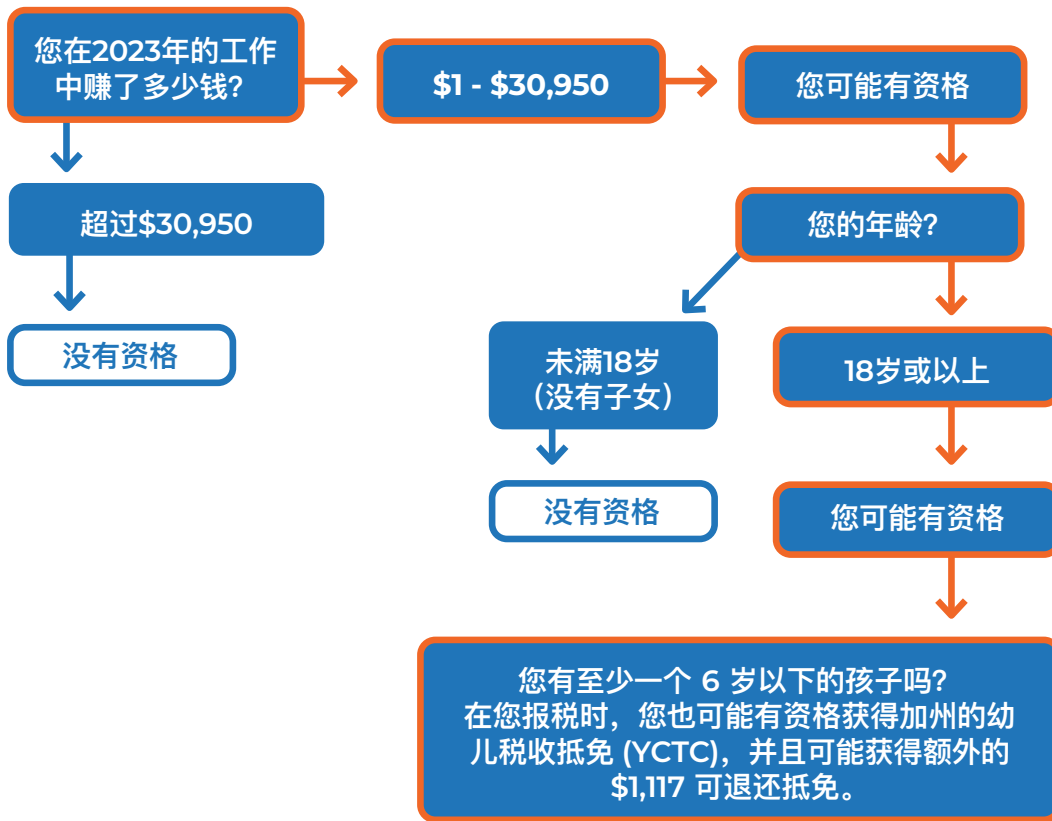 您在2023年的工作
中赚了多少钱？
$1 - $30,950
您可能有资格
超过$30,950
您的年龄？
没有资格
未满18岁
（没有子女）
18岁或以上
没有资格
您可能有资格
您有至少一个 6 岁以下的孩子吗？
在您报税时，您也可能有资格获得加州的幼
儿税收抵免 (YCTC)，并且可能获得额外的
$1,117 可退还抵免。